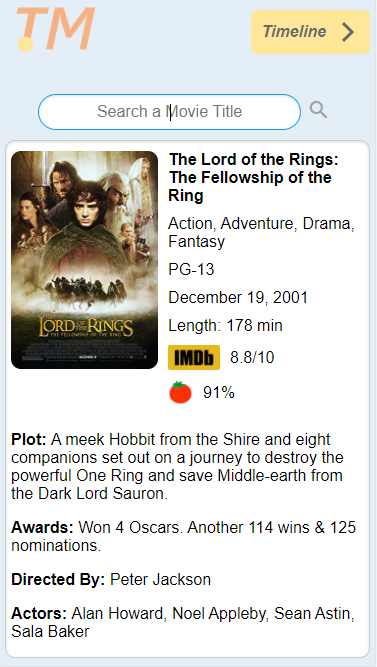 TM
Timeline
Search a Movie Title
The Lord of the Rings:
The Fellowship of the
Ring
Action, Adventure, Drama,
Fantasy
PG-13
December 19, 2001
Length: 178 min
IMDb 8.8/10
91%
THE
LORD OF THE RINGS
THE FELLOWSHIP OF THE RING
Plot: A meek Hobbit from the Shire and eight
companions set out on a journey to destroy the
powerful One Ring and save Middle-earth from
the Dark Lord Sauron.
Awards: Won 4 Oscars. Another 114 wins & 125
nominations.
Directed By: Peter Jackson
Actors: Alan Howard, Noel Appleby, Sean Astin,
Sala Baker